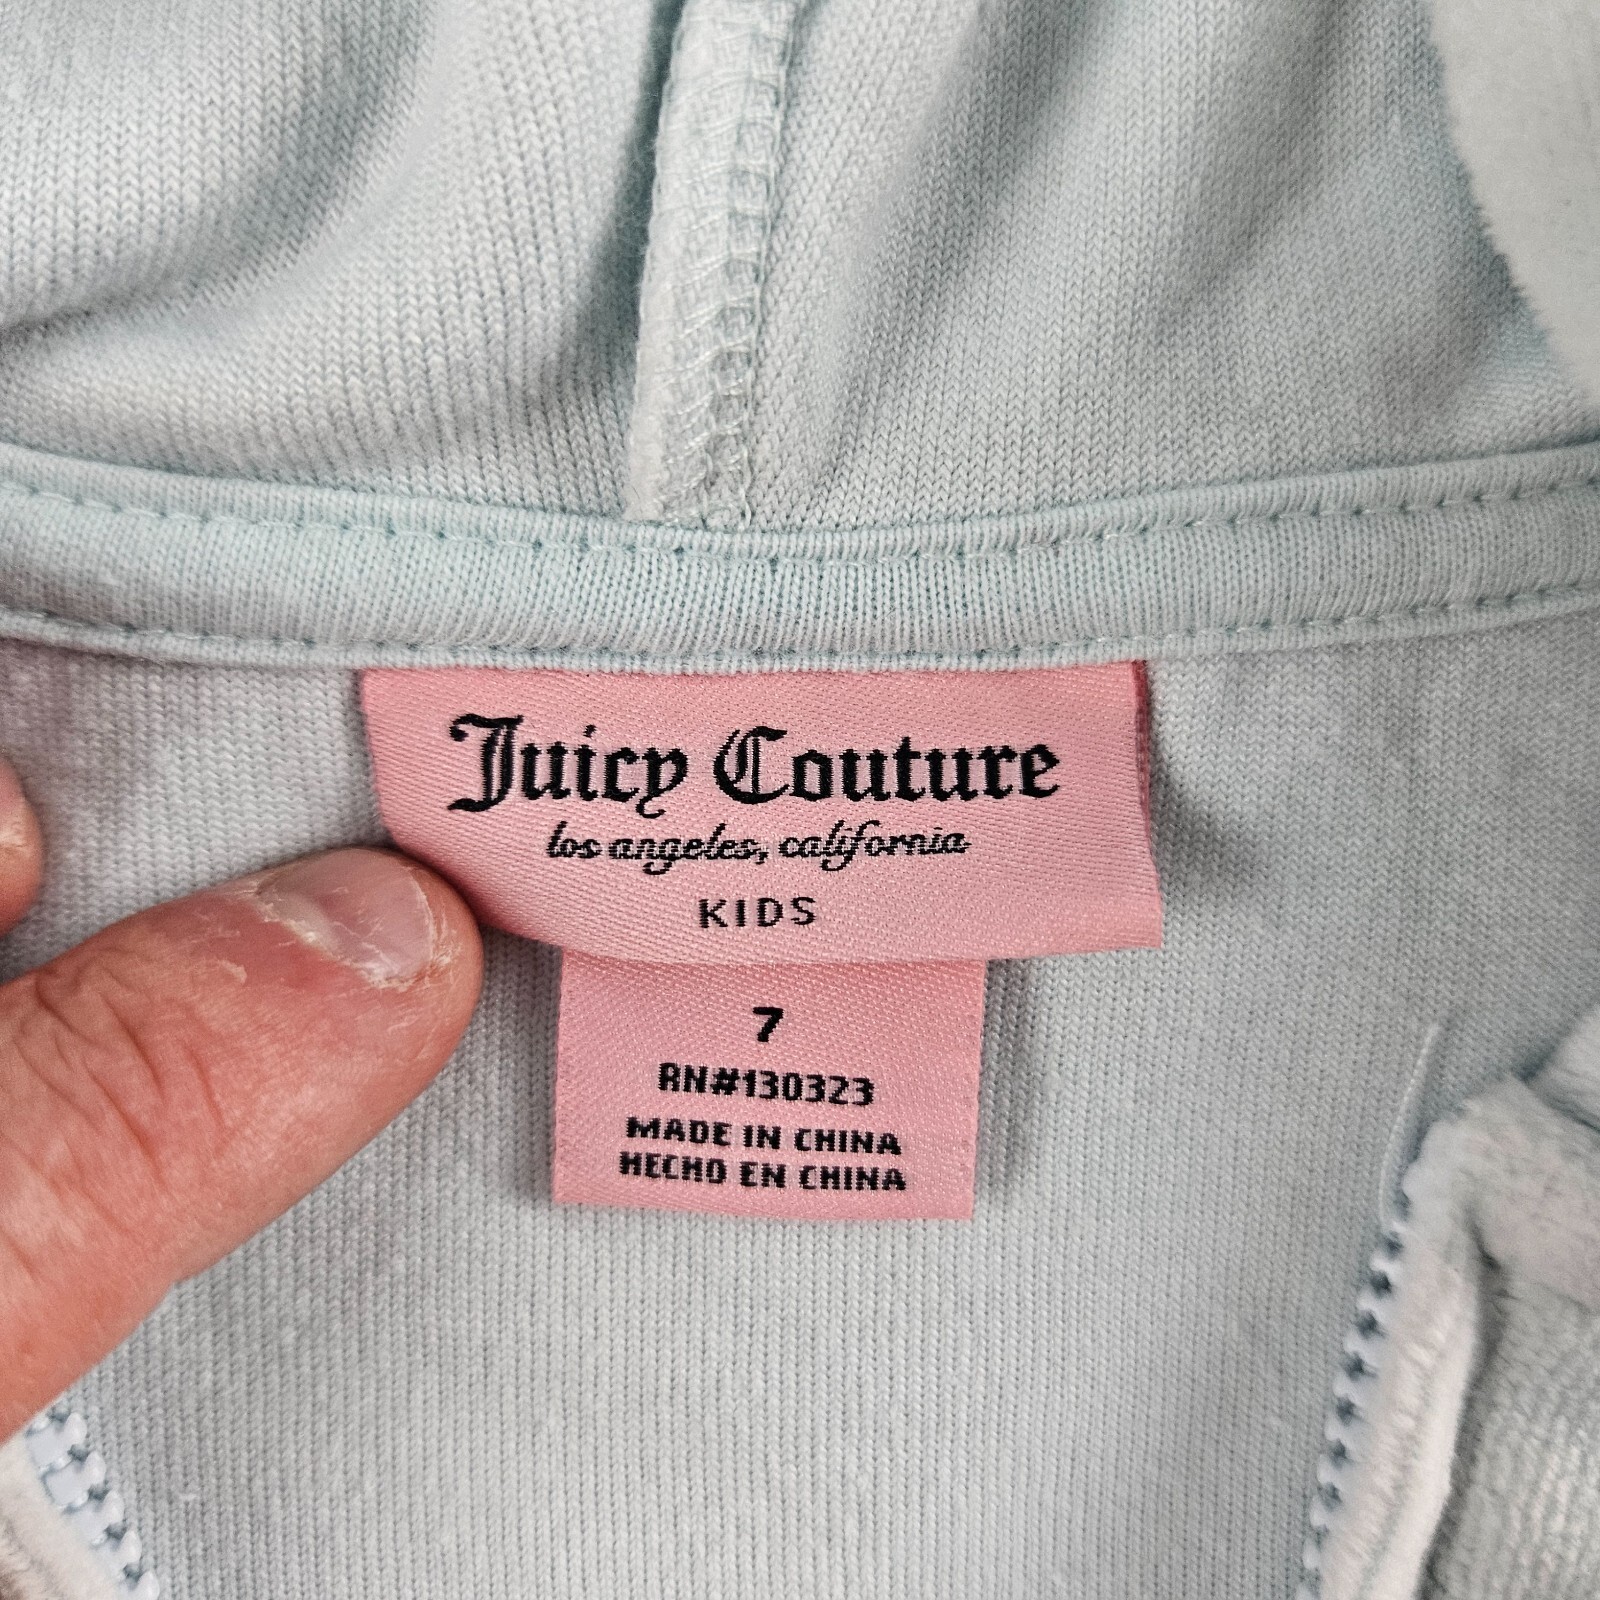 Juicy Couture
los angeles, california
KIDS
7
RN#130323
MADE IN CHINA
HECHO EN CHINA